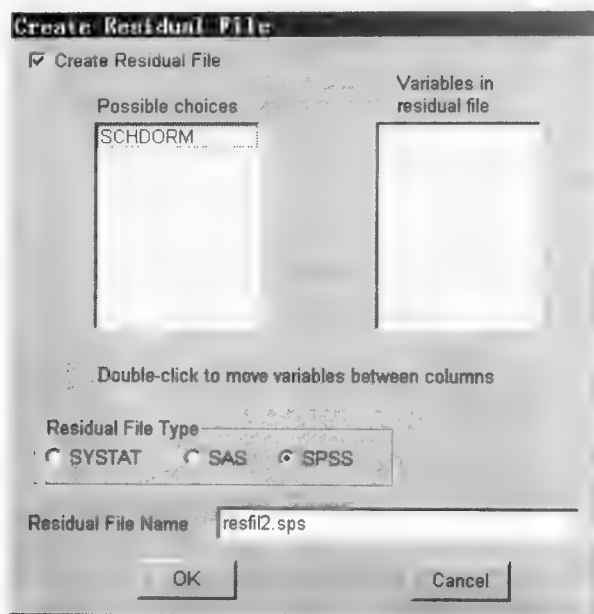 Create Residual File
Create Residual File
Possible choices
Variables in
residual file
SCHDORM
Double-click to move variables between columns
Residual File Type
SYSTAT
SAS
SPSS
Residual File Name
resfil2.sps
OK
Cancel